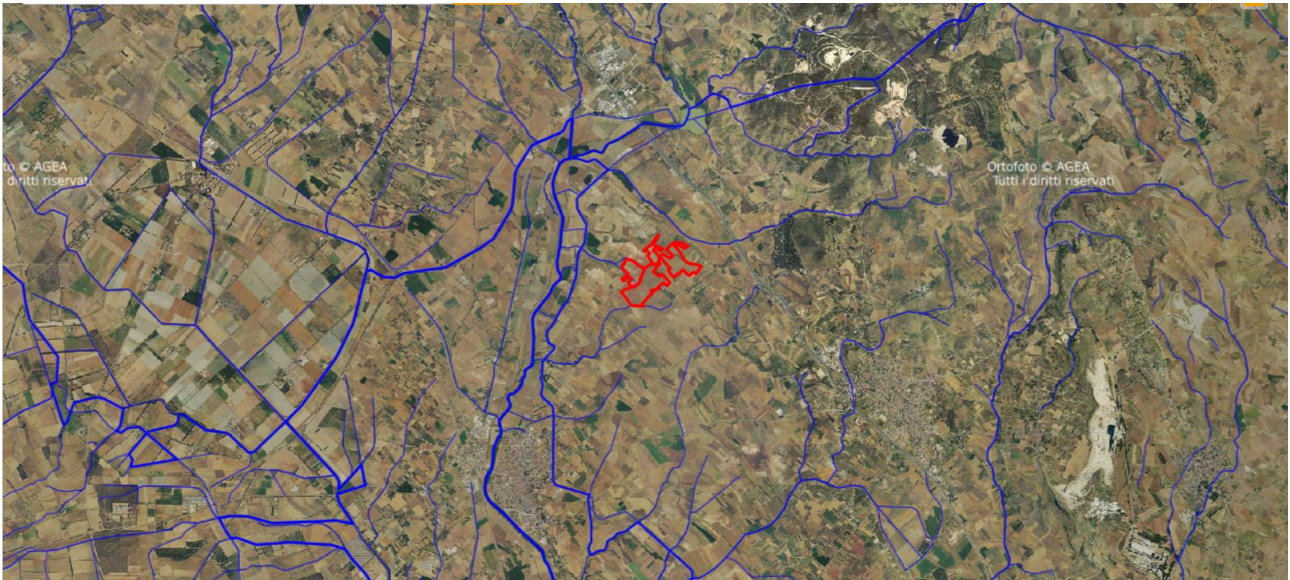 to © AGEA
diritti riservati
Ortofoto © AGEA
Tutti i diritti riservati